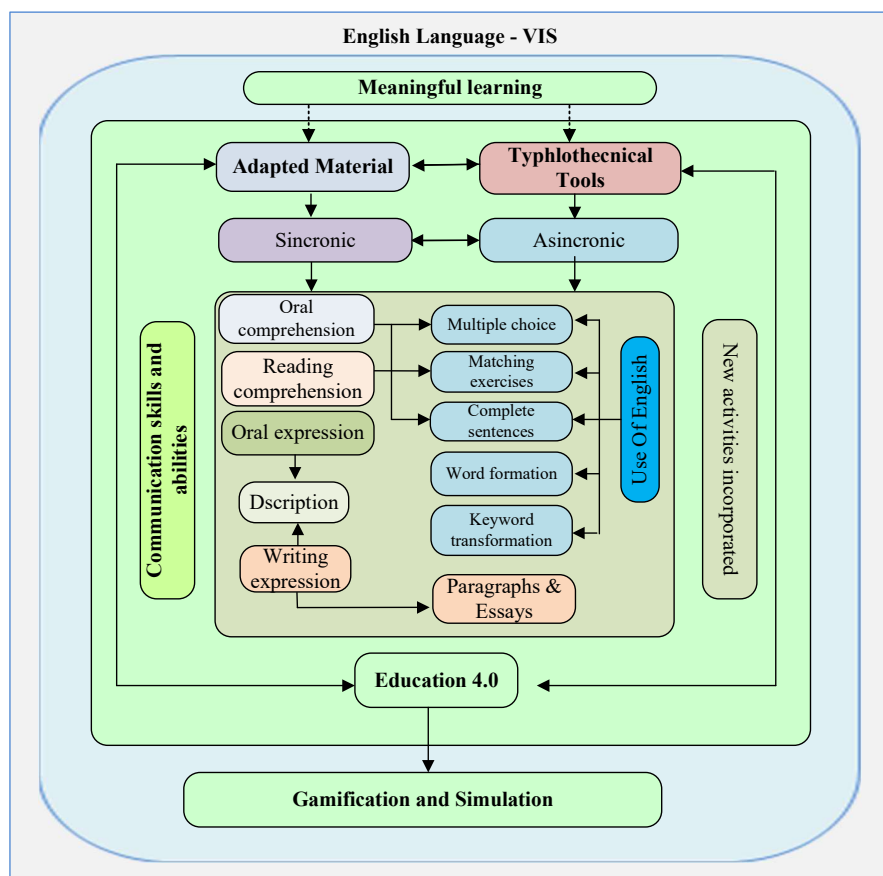 English Language - VIS
Meaningful learning
Adapted Material
Typhlothecnical
Tools
Sincronic
Asincronic
Oral
comprehension
Multiple choice
Reading
comprehension
Matching
exercises
Oral expression
Complete
sentences
Word formation
Dscription
Keyword
transformation
Writing
expression
Paragraphs &
Essays
Communication skills and
abilities
Use Of English
New activities incorporated
Education 4.0
Gamification and Simulation